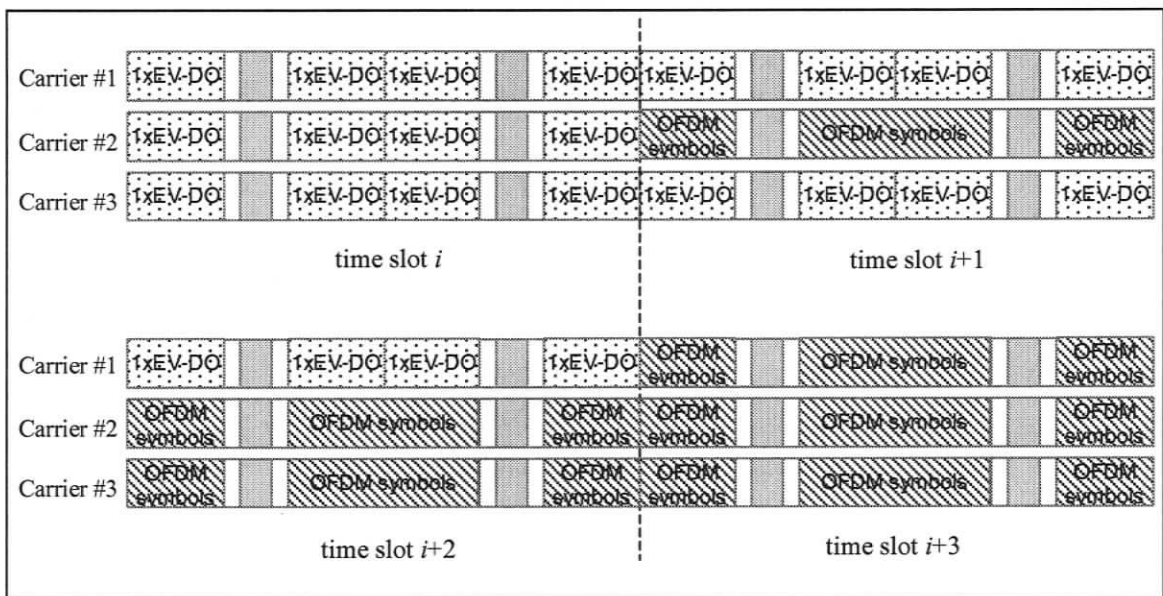 Carrier #1 1xEV-DO 1xEV-DO 1xEV-DO 1xEV-DO 1xEV-DO 1xEV-DO 1xEV-DO 1xEV-DO
Carrier #2 1xEV-DO 1xEV-DO 1xEV-DO 1xEV-DO OFDM symbols OFDM symbols OFDM symbols
Carrier #3 1xEV-DO 1xEV-DO 1xEV-DO 1xEV-DO 1xEV-DO 1xEV-DO 1xEV-DO 1xEV-DO
time slot i time slot i+1
Carrier #1 1xEV-DO 1xEV-DO 1xEV-DO 1xEV-DO OFDM symbols OFDM symbols OFDM symbols
Carrier #2 OFDM symbols OFDM symbols OFDM symbols OFDM symbols OFDM symbols OFDM symbols
Carrier #3 OFDM symbols OFDM symbols OFDM symbols OFDM symbols OFDM symbols OFDM symbols
time slot i+2 time slot i+3